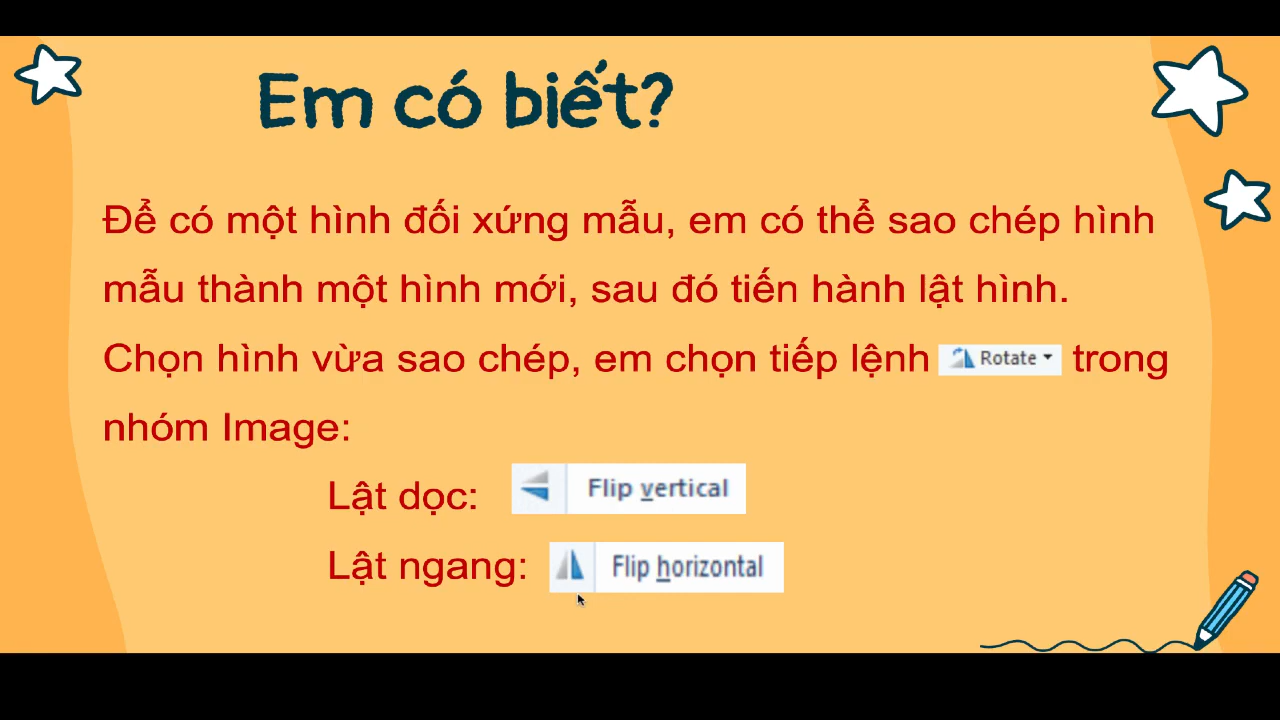 Em có biết?
Để có một hình đối xứng mẫu, em có thể sao chép hình
mẫu thành một hình mới, sau đó tiến hành lật hình.
Chọn hình vừa sao chép, em chọn tiếp lệnh Rotate trong
nhóm Image:
Lật dọc: Flip vertical
Lật ngang: Flip horizontal